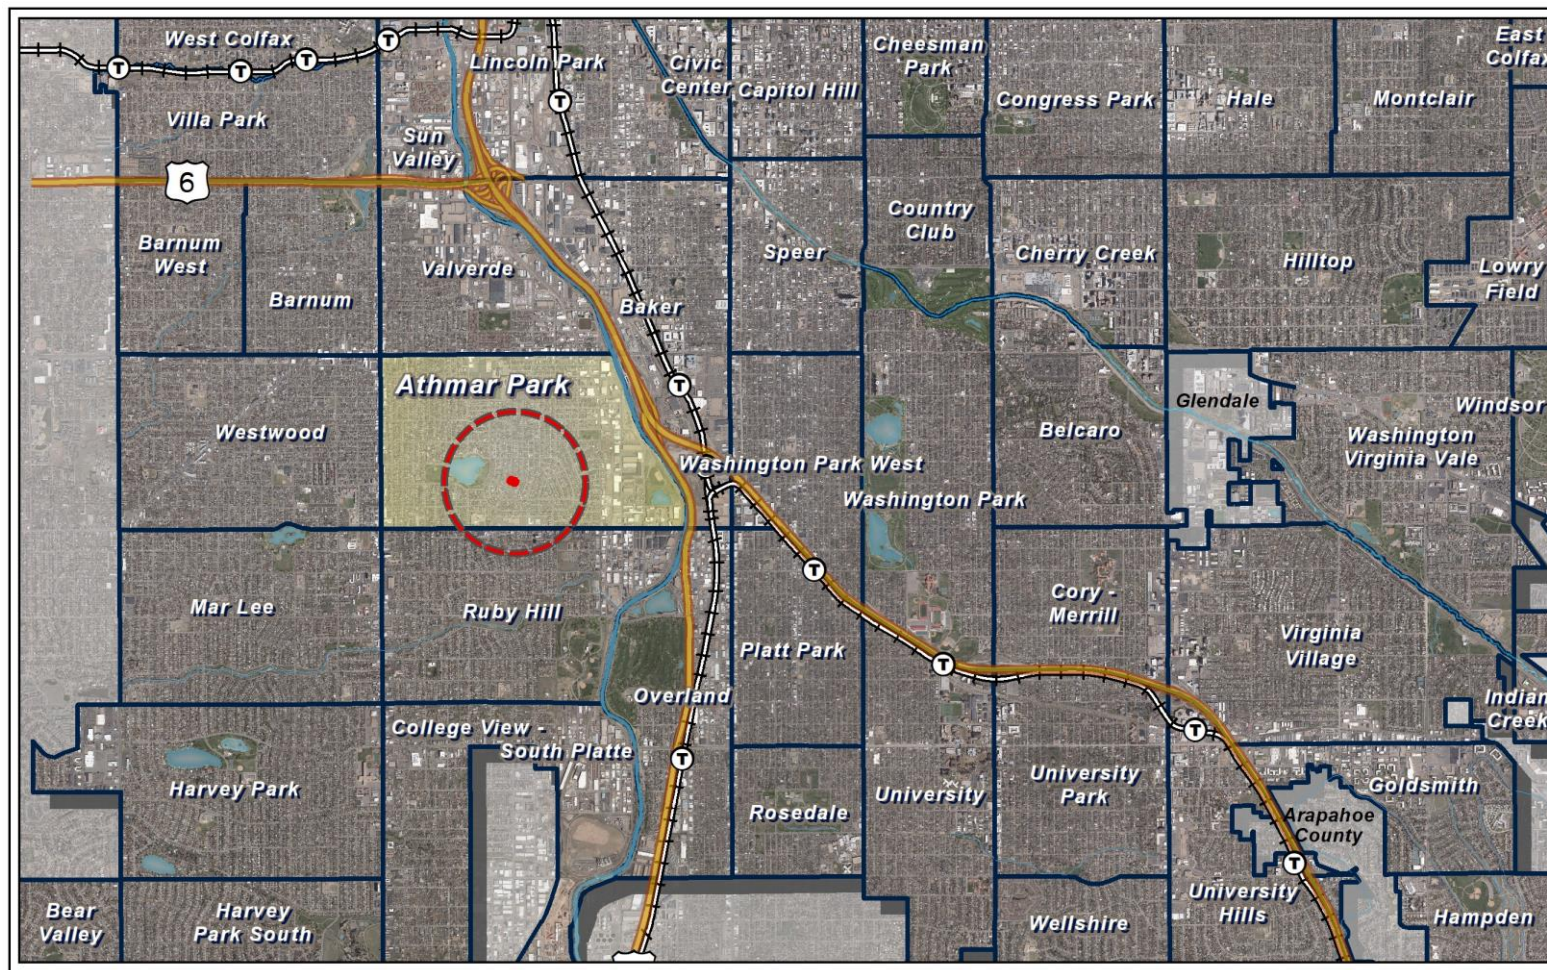 West Colfax
Lincoln Park
Civic
Center
Cheesman
Park
East
Colfax
Capitol Hill
Congress Park
Hale
Montclair
Villa Park
Sun
Valley
6
Barnum
West
Barnum
Valverde
Baker
Speer
Country
Club
Cherry Creek
Hilltop
Lowry
Field
Athmar Park
Westwood
Washington Park West
Washington Park
Belcaro
Glendale
Washington
Virginia Vale
Windsor
Mar Lee
Ruby Hill
Overland
Platt Park
Cory -
Merrill
Virginia
Village
Indian
Creek
College View -
South Platte
Harvey Park
Rosedale
University
University
Park
Goldsmith
Arapahoe
County
Bear
Valley
Harvey
Park South
Wellshire
University
Hills
Hampden
T
T
T
T
T
T
T
T
T
T
T